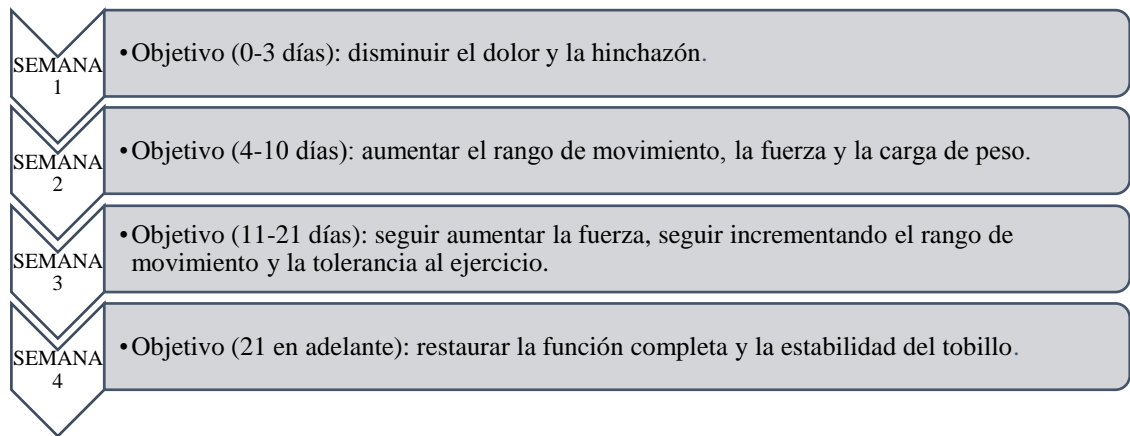 SEMANA
1
•Objetivo (0-3 días): disminuir el dolor y la hinchazón.
SEMANA
2
•Objetivo (4-10 días): aumentar el rango de movimiento, la fuerza y la carga de peso.
SEMANA
3
•Objetivo (11-21 días): seguir aumentar la fuerza, seguir incrementando el rango de
movimiento y la tolerancia al ejercicio.
SEMANA
4
•Objetivo (21 en adelante): restaurar la función completa y la estabilidad del tobillo.